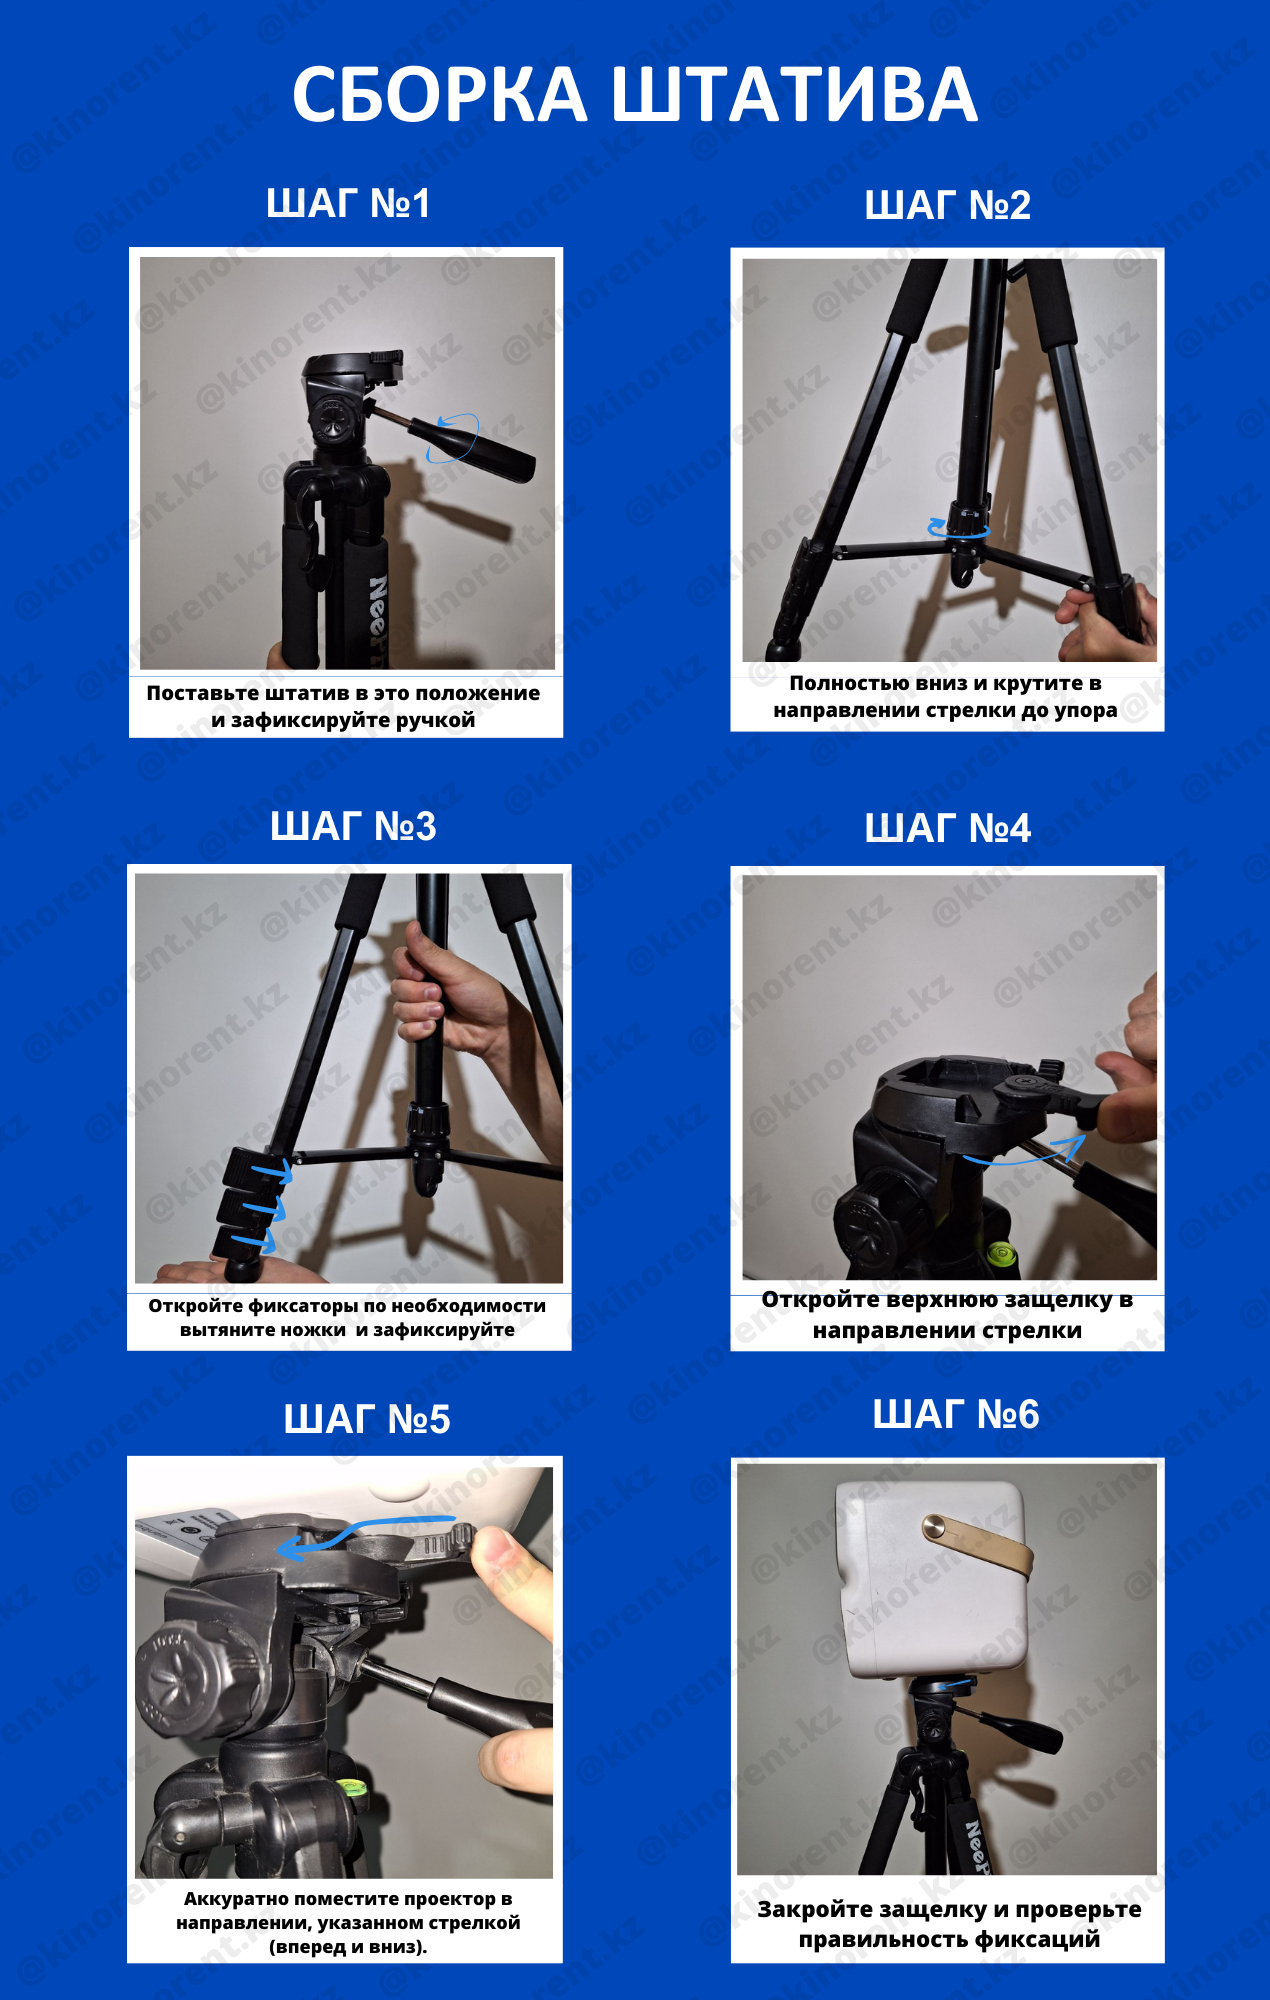 СБОРКА ШТАТИВА
ШАГ №1
Поставьте штатив в это положение
и зафиксируйте ручкой
ШАГ №2
Полностью вниз и крутите в
направлении стрелки до упора
ШАГ №3
Откройте фиксаторы по необходимости
вытяните ножки и зафиксируйте
ШАГ №4
Откройте верхнюю защелку в
направлении стрелки
ШАГ №5
Аккуратно поместите проектор в
направлении, указанном стрелкой
(вперед и вниз).
ШАГ №6
Закройте защелку и проверьте
правильность фиксаций
@kinorent.kz